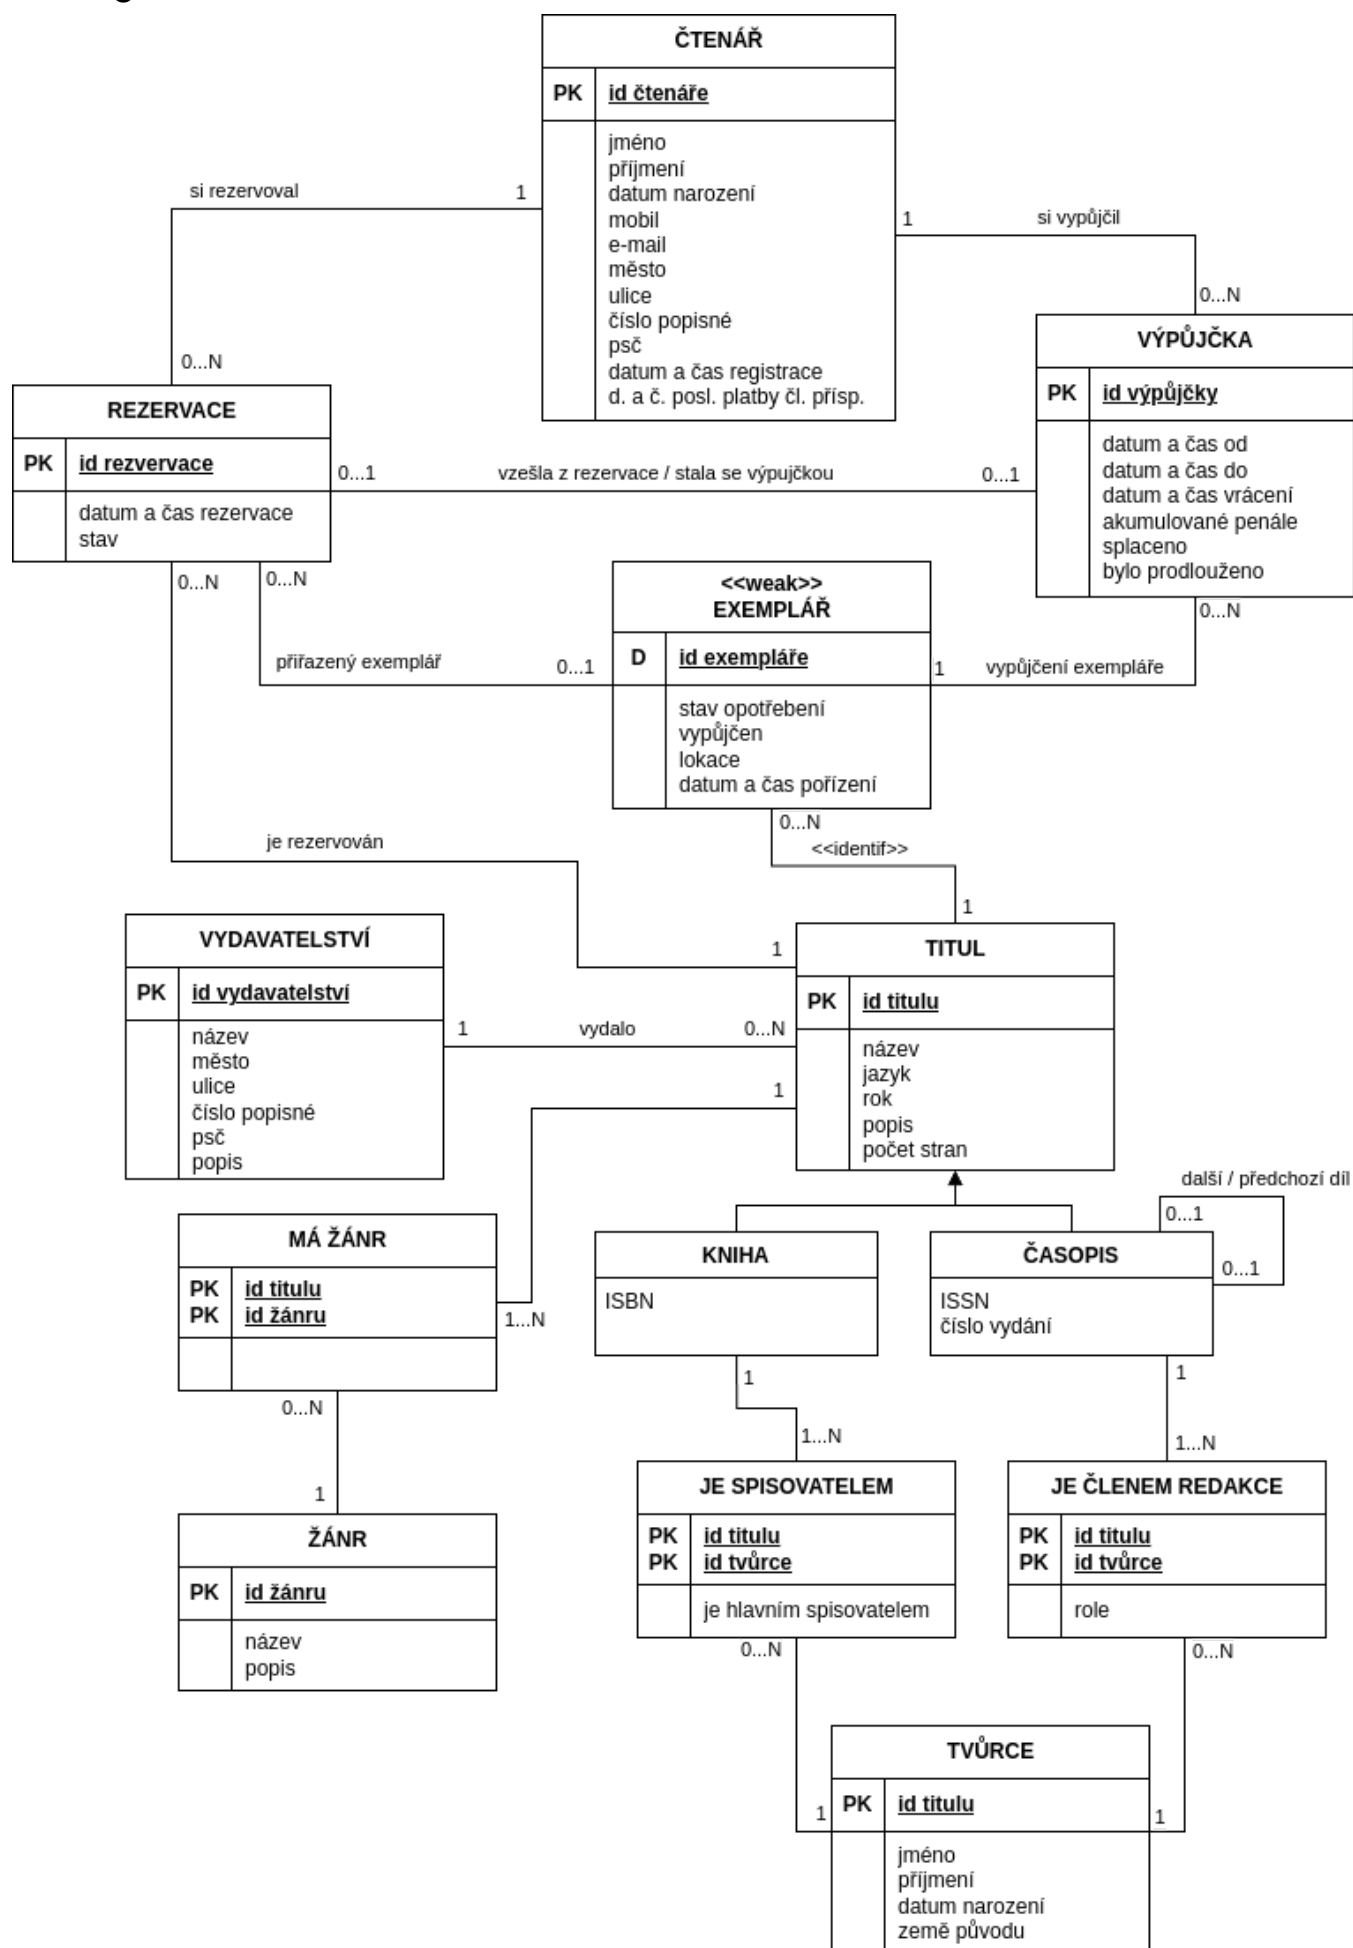 ČTENÁŘ
PK id čtenáře
jméno
příjmení
datum narození
mobil
e-mail
město
ulice
číslo popisné
psč
datum a čas registrace
d. a č. posl. platby čl. přísp.
si rezervoval
1
0...N
1
si vypůjčil
0...N
REZERVACE
PK id rezvervace
datum a čas rezervace
stav
VÝPŮJČKA
PK id výpůjčky
datum a čas od
datum a čas do
datum a čas vrácení
akumulované penále
splaceno
bylo prodlouženo
0...1
vzešla z rezervace / stala se výpujčkou
0...1
0...N
0...N
0...N
<<weak>>
EXEMPLÁŘ
D id exempláře
stav opotřebení
vypůjčen
lokace
datum a čas pořízení
přiřazený exemplář
0...1
1
vypůjčení exempláře
0...N
<<identif>>
1
je rezervován
1
VYDAVATELSTVÍ
PK id vydavatelství
název
město
ulice
číslo popisné
psč
popis
1
vydalo
0...N
TITUL
PK id titulu
název
jazyk
rok
popis
počet stran
1
MÁ ŽÁNR
PK id titulu
PK id žánru
1...N
0...N
1
ŽÁNR
PK id žánru
název
popis
KNIHA
ISBN
ČASOPIS
ISSN
číslo vydání
další / předchozí díl
0...1
0...1
1
1...N
1
1...N
JE SPISOVATELEM
PK id titulu
PK id tvůrce
je hlavním spisovatelem
JE ČLENEM REDAKCE
PK id titulu
PK id tvůrce
role
0...N
0...N
TVŮRCE
PK id titulu
jméno
příjmení
datum narození
země původu
1
1